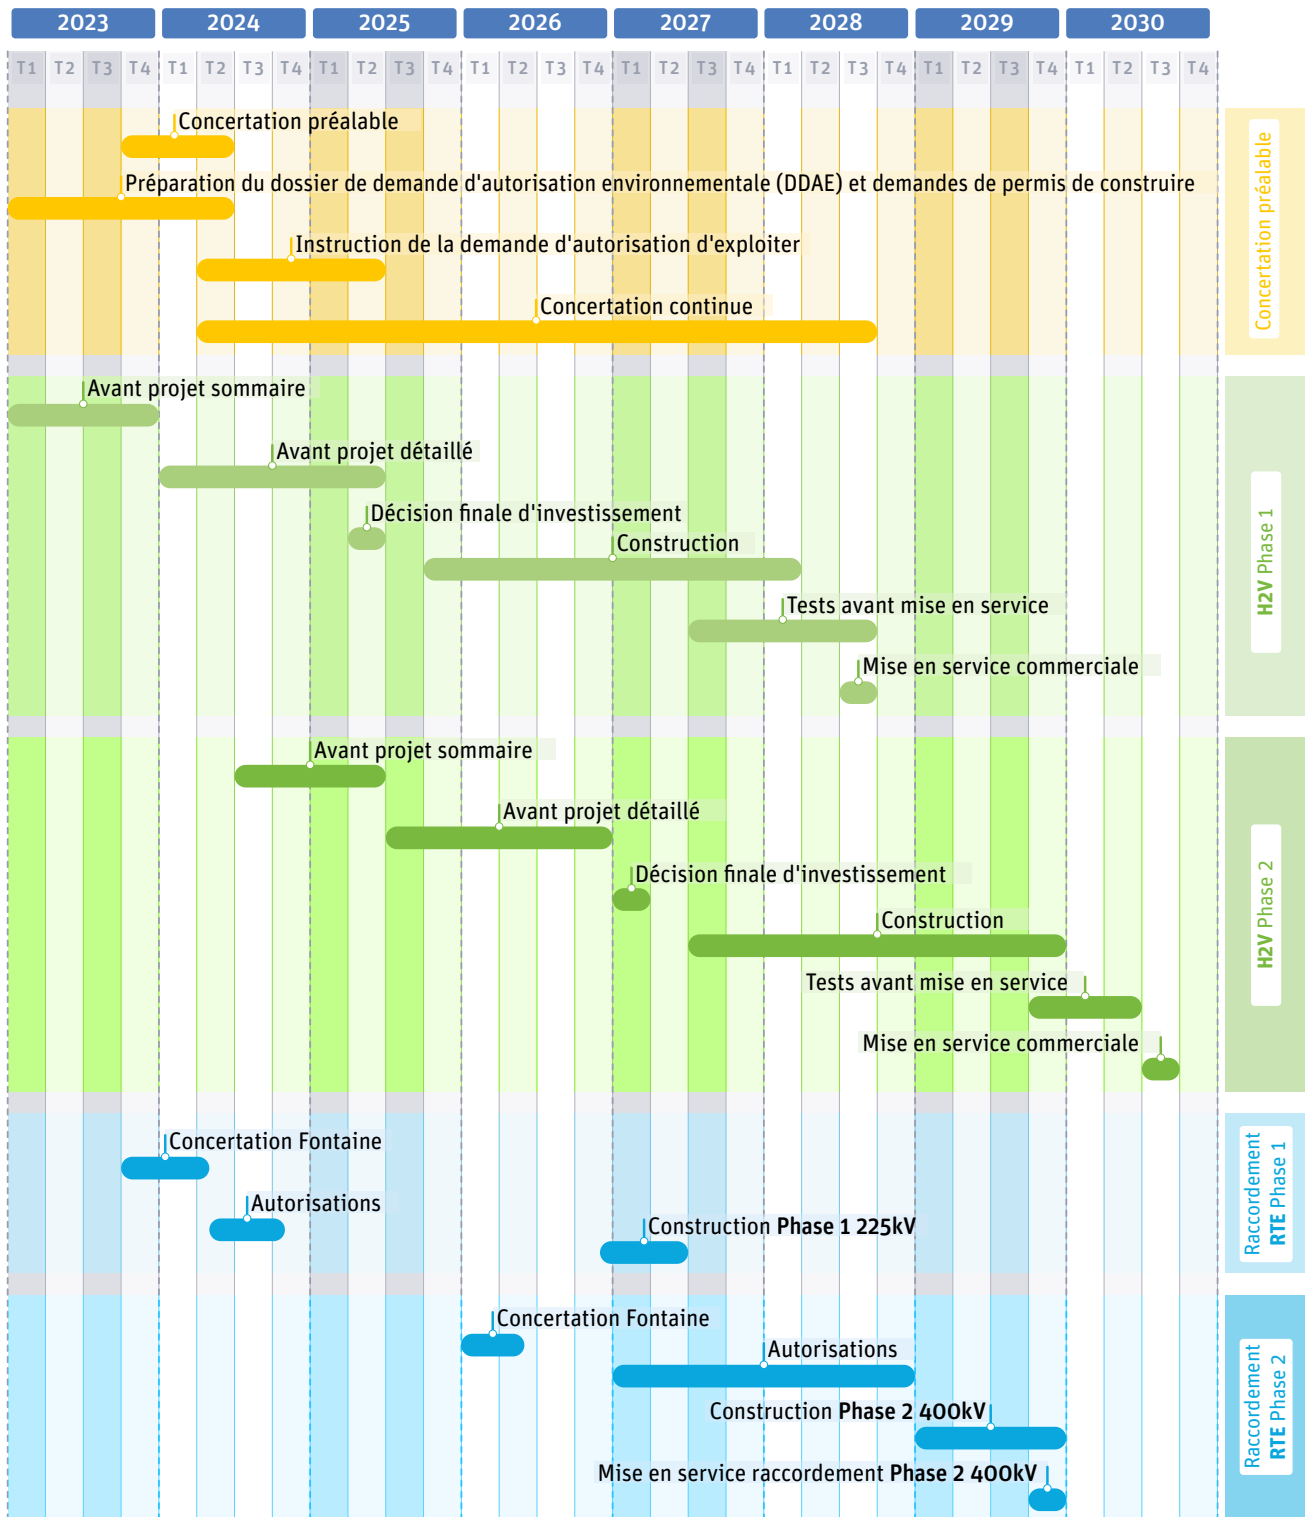 2023 2024 2025 2026 2027 2028 2029 2030
T1 T2 T3 T4 T1 T2 T3 T4 T1 T2 T3 T4 T1 T2 T3 T4 T1 T2 T3 T4 T1 T2 T3 T4 T1 T2 T3 T4 T1 T2 T3 T4
Concertation préalable
Concertation préalable
Préparation du dossier de demande d'autorisation environnementale (DDAE) et demandes de permis de construire
Instruction de la demande d'autorisation d'exploiter
Concertation continue
H2V Phase 1
Avant projet sommaire
Avant projet détaillé
Décision finale d'investissement
Construction
Tests avant mise en service
Mise en service commerciale
H2V Phase 2
Avant projet sommaire
Avant projet détaillé
Décision finale d'investissement
Construction
Tests avant mise en service
Mise en service commerciale
Raccordement
RTE Phase 1
Concertation Fontaine
Autorisations
Construction Phase 1 225kV
Raccordement
RTE Phase 2
Concertation Fontaine
Autorisations
Construction Phase 2 400kV
Mise en service raccordement Phase 2 400kV